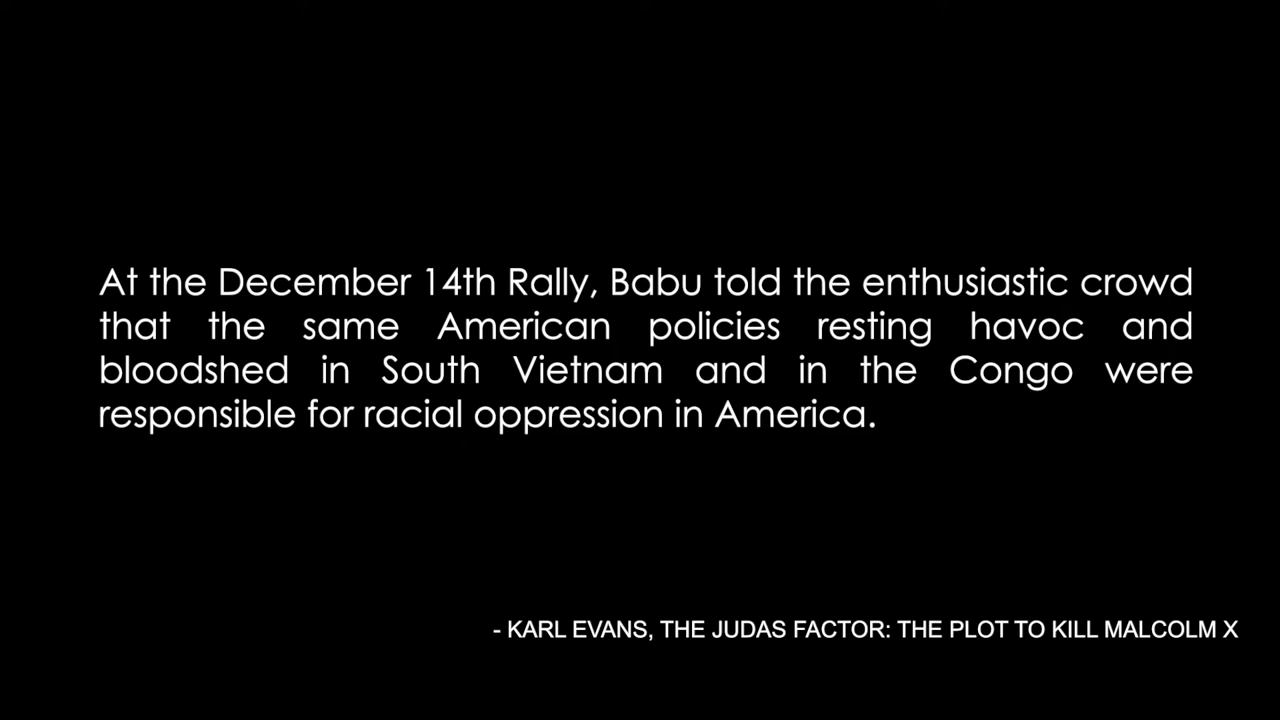 At the December 14th Rally, Babu told the enthusiastic crowd
that the same American policies resting havoc and
bloodshed in South Vietnam and in the Congo were
responsible for racial oppression in America.
- KARL EVANS, THE JUDAS FACTOR: THE PLOT TO KILL MALCOLM X